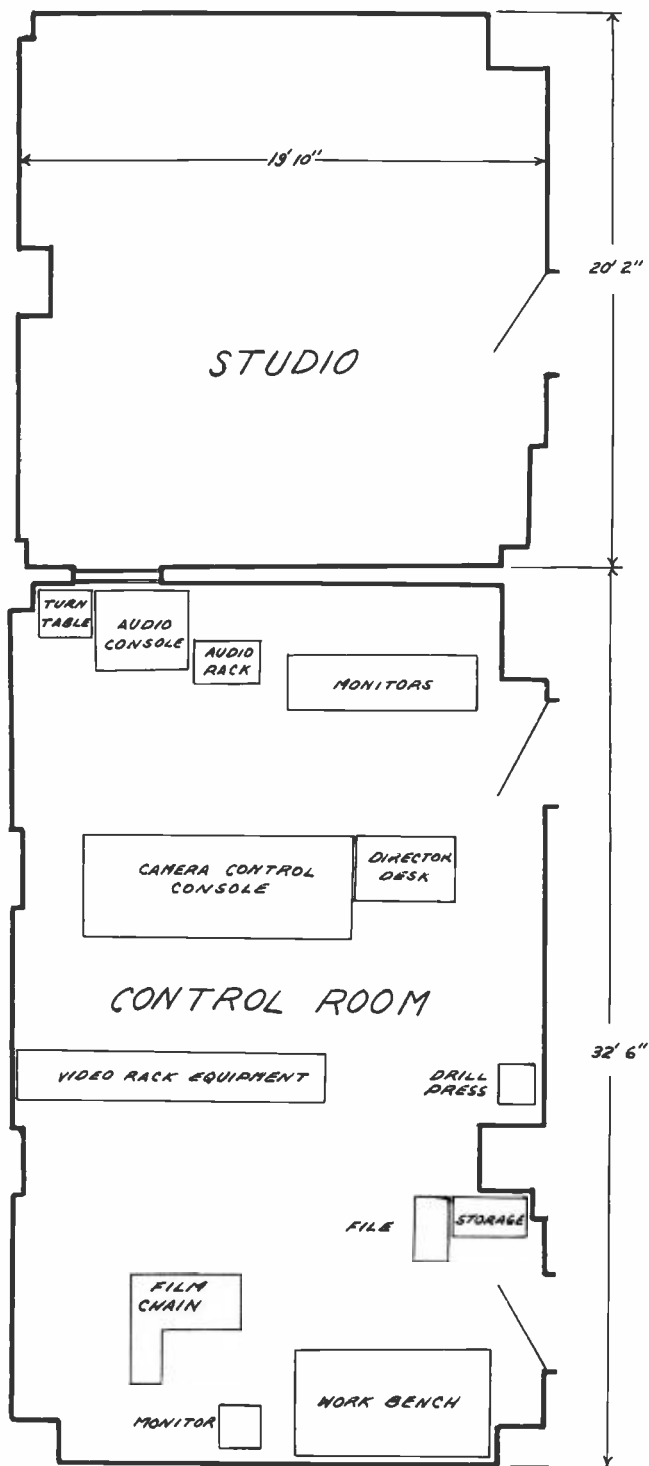 19' 10"
20' 2"
STUDIO
TURN
TABLE
AUDIO
CONSOLE
AUDIO
RACK
MONITORS
CAMERA CONTROL
CONSOLE
DIRECTOR
DESK
CONTROL ROOM
32' 6"
VIDEO RACK EQUIPMENT
DRILL
PRESS
FILE
STORAGE
FILM
CHAIN
MONITOR
WORK BENCH